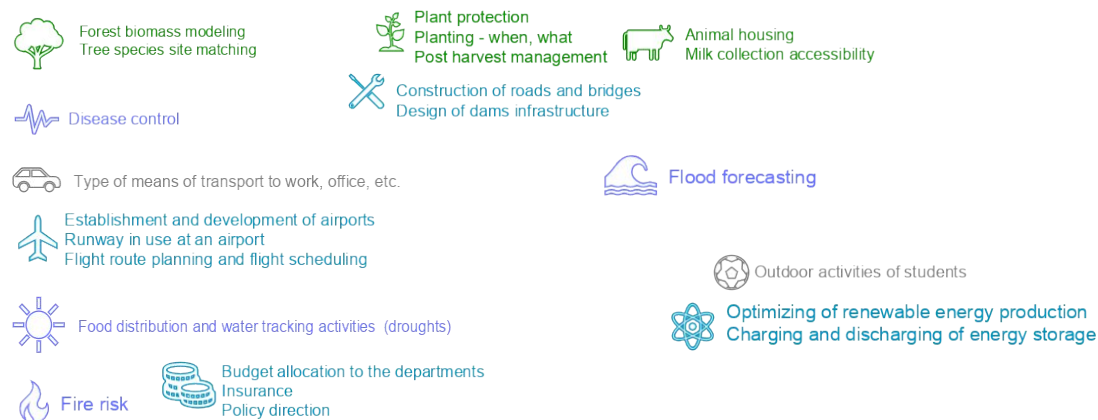 Forest biomass modeling
Tree species site matching
Plant protection
Planting - when, what
Post harvest management
Animal housing
Milk collection accessibility
Construction of roads and bridges
Design of dams infrastructure
Disease control
Type of means of transport to work, office, etc.
Flood forecasting
Establishment and development of airports
Runway in use at an airport
Flight route planning and flight scheduling
Outdoor activities of students
Optimizing of renewable energy production
Charging and discharging of energy storage
Food distribution and water tracking activities (droughts)
Budget allocation to the departments
Insurance
Policy direction
Fire risk